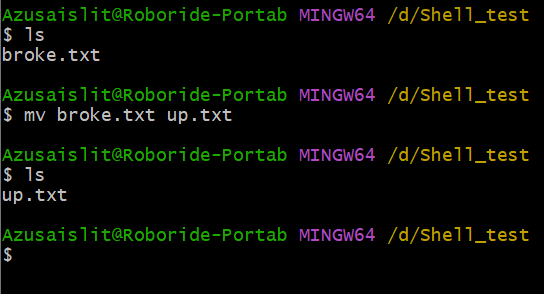 Azusaislit@Roboride-Portab MINGW64 /d/Shell_test
$ ls
broke.txt
Azusaislit@Roboride-Portab MINGW64 /d/Shell_test
$ mv broke.txt up.txt
Azusaislit@Roboride-Portab MINGW64 /d/Shell_test
$ ls
up.txt
Azusaislit@Roboride-Portab MINGW64 /d/Shell_test
$